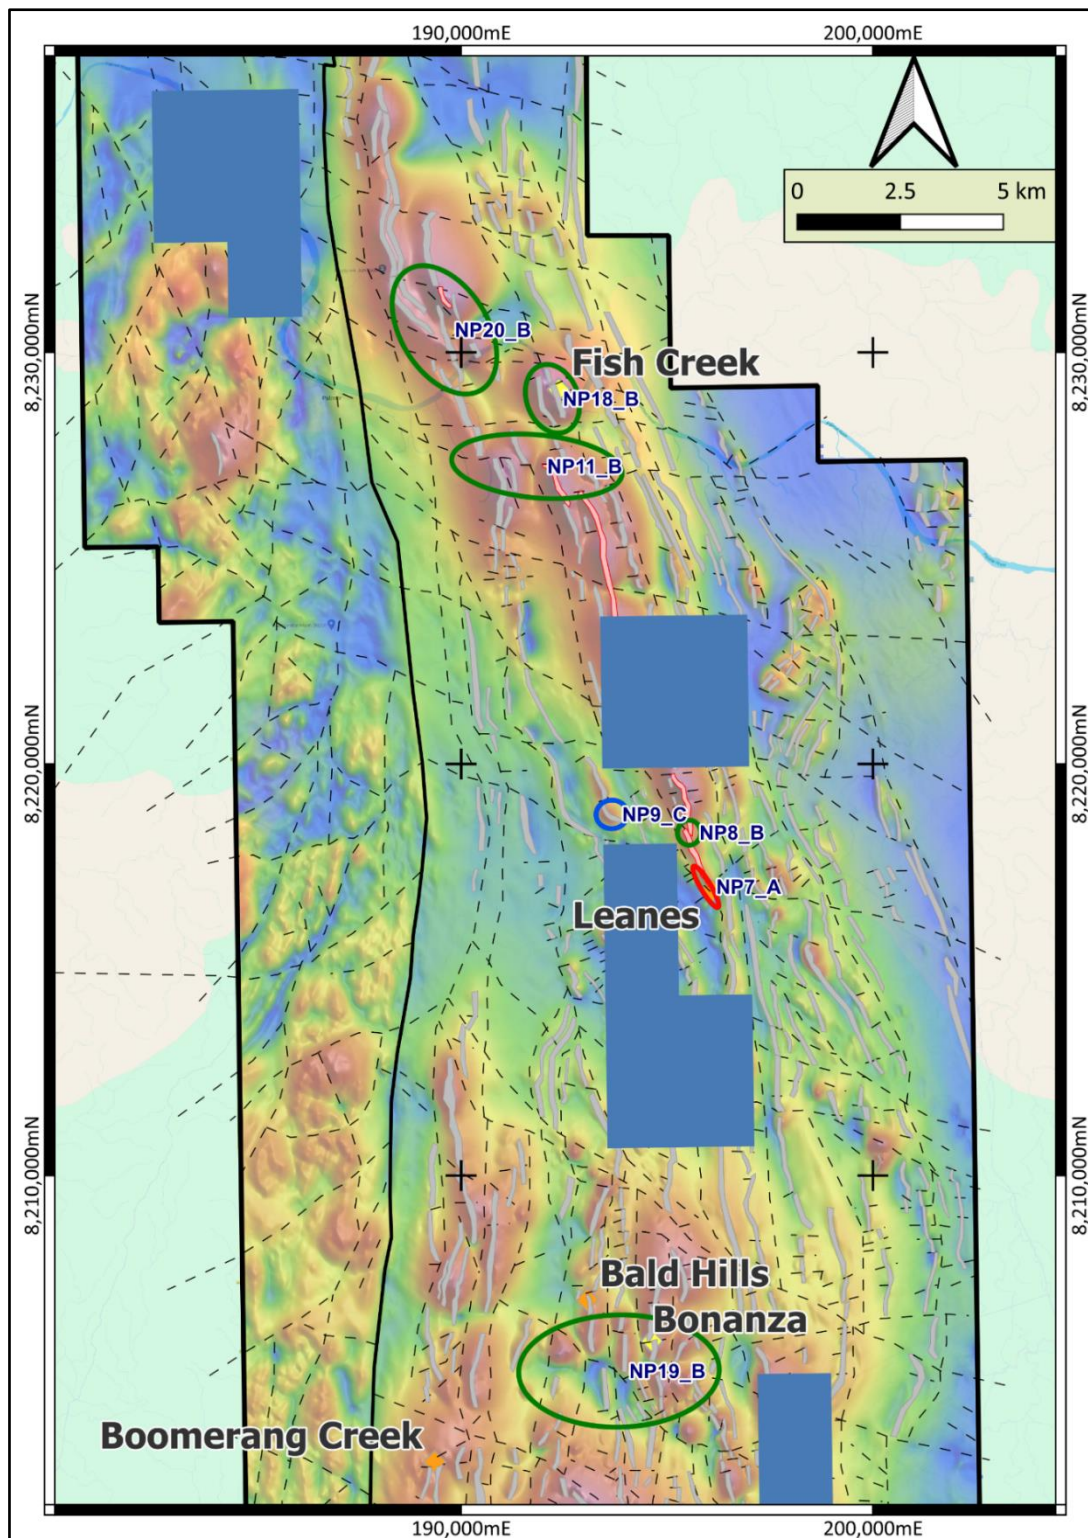 190,000mE
200,000mE
0
2.5
5 km
8,230,000mN
8,230,000mN
NP20_B
Fish Creek
NP18_B
NP11_B
8,220,000mN
8,220,000mN
NP9_C
NP8_B
NP7_A
Leanes
8,210,000mN
8,210,000mN
Bald Hills
Bonanza
NP19_B
Boomerang Creek
190,000mE
200,000mE